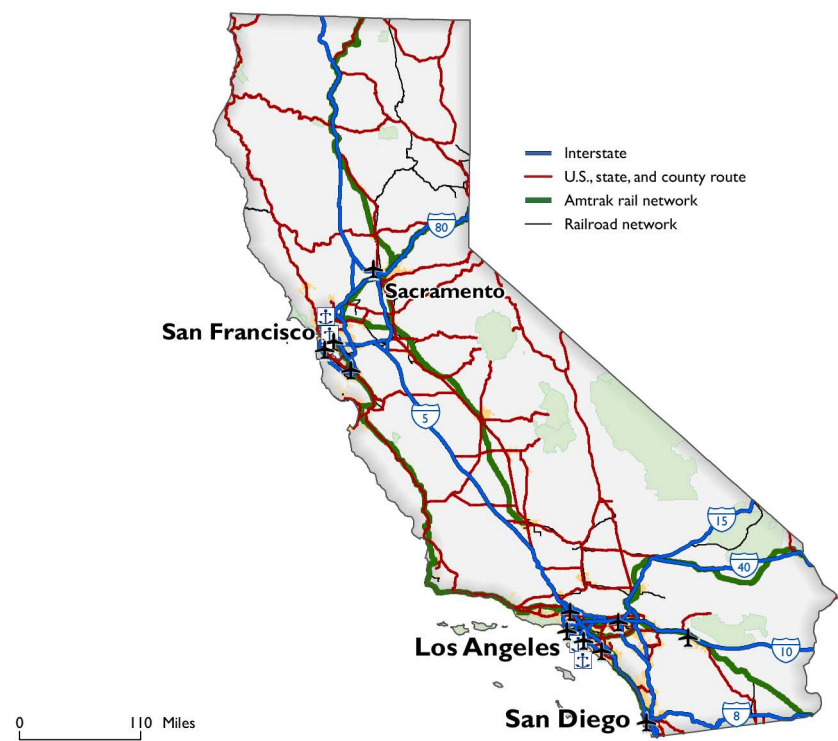 Interstate
U.S., state, and county route
Amtrak rail network
Railroad network
80
Sacramento
San Francisco
5
15
40
Los Angeles
10
San Diego
8
0 110 Miles